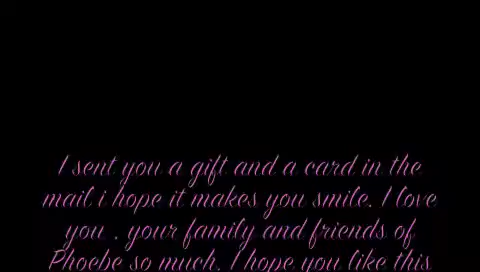 I sent you a gift and a card in the
mail i hope it makes you smile. I love
you . your family and friends of
Phoebe so much. I hope you like this